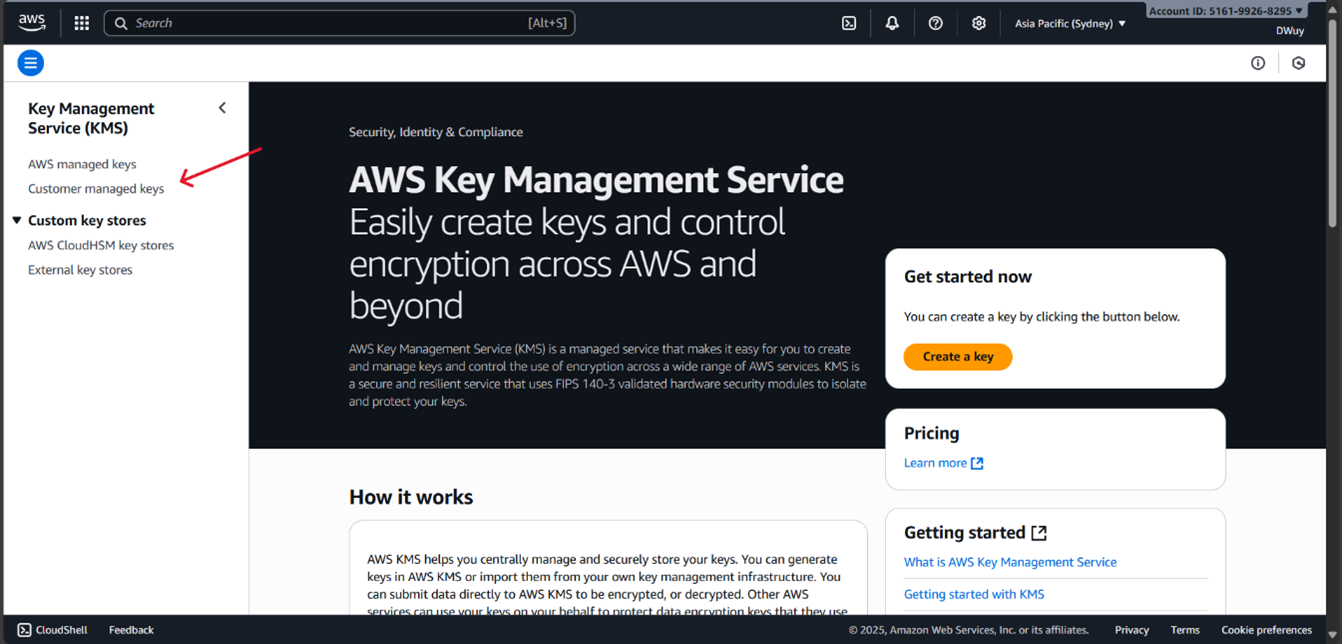 aws
Search
[Alt+S]
Asia Pacific (Sydney)
Account ID: 5161-9926-8295
DWuy
Key Management
Service (KMS)
AWS managed keys
Customer managed keys
Custom key stores
AWS CloudHSM key stores
External key stores
Security, Identity & Compliance
AWS Key Management Service
Easily create keys and control
encryption across AWS and
beyond
AWS Key Management Service (KMS) is a managed service that makes it easy for you to create
and manage keys and control the use of encryption across a wide range of AWS services. KMS is
a secure and resilient service that uses FIPS 140-3 validated hardware security modules to isolate
and protect your keys.
Get started now
You can create a key by clicking the button below.
Create a key
Pricing
Learn more
How it works
AWS KMS helps you centrally manage and securely store your keys. You can generate
keys in AWS KMS or import them from your own key management infrastructure. You
can submit data directly to AWS KMS to be encrypted, or decrypted. Other AWS
services can use your keys on your behalf to protect data encryption keys that they use
Getting started
What is AWS Key Management Service
Getting started with KMS
CloudShell
Feedback
© 2025, Amazon Web Services, Inc. or its affiliates.
Privacy
Terms
Cookie preferences